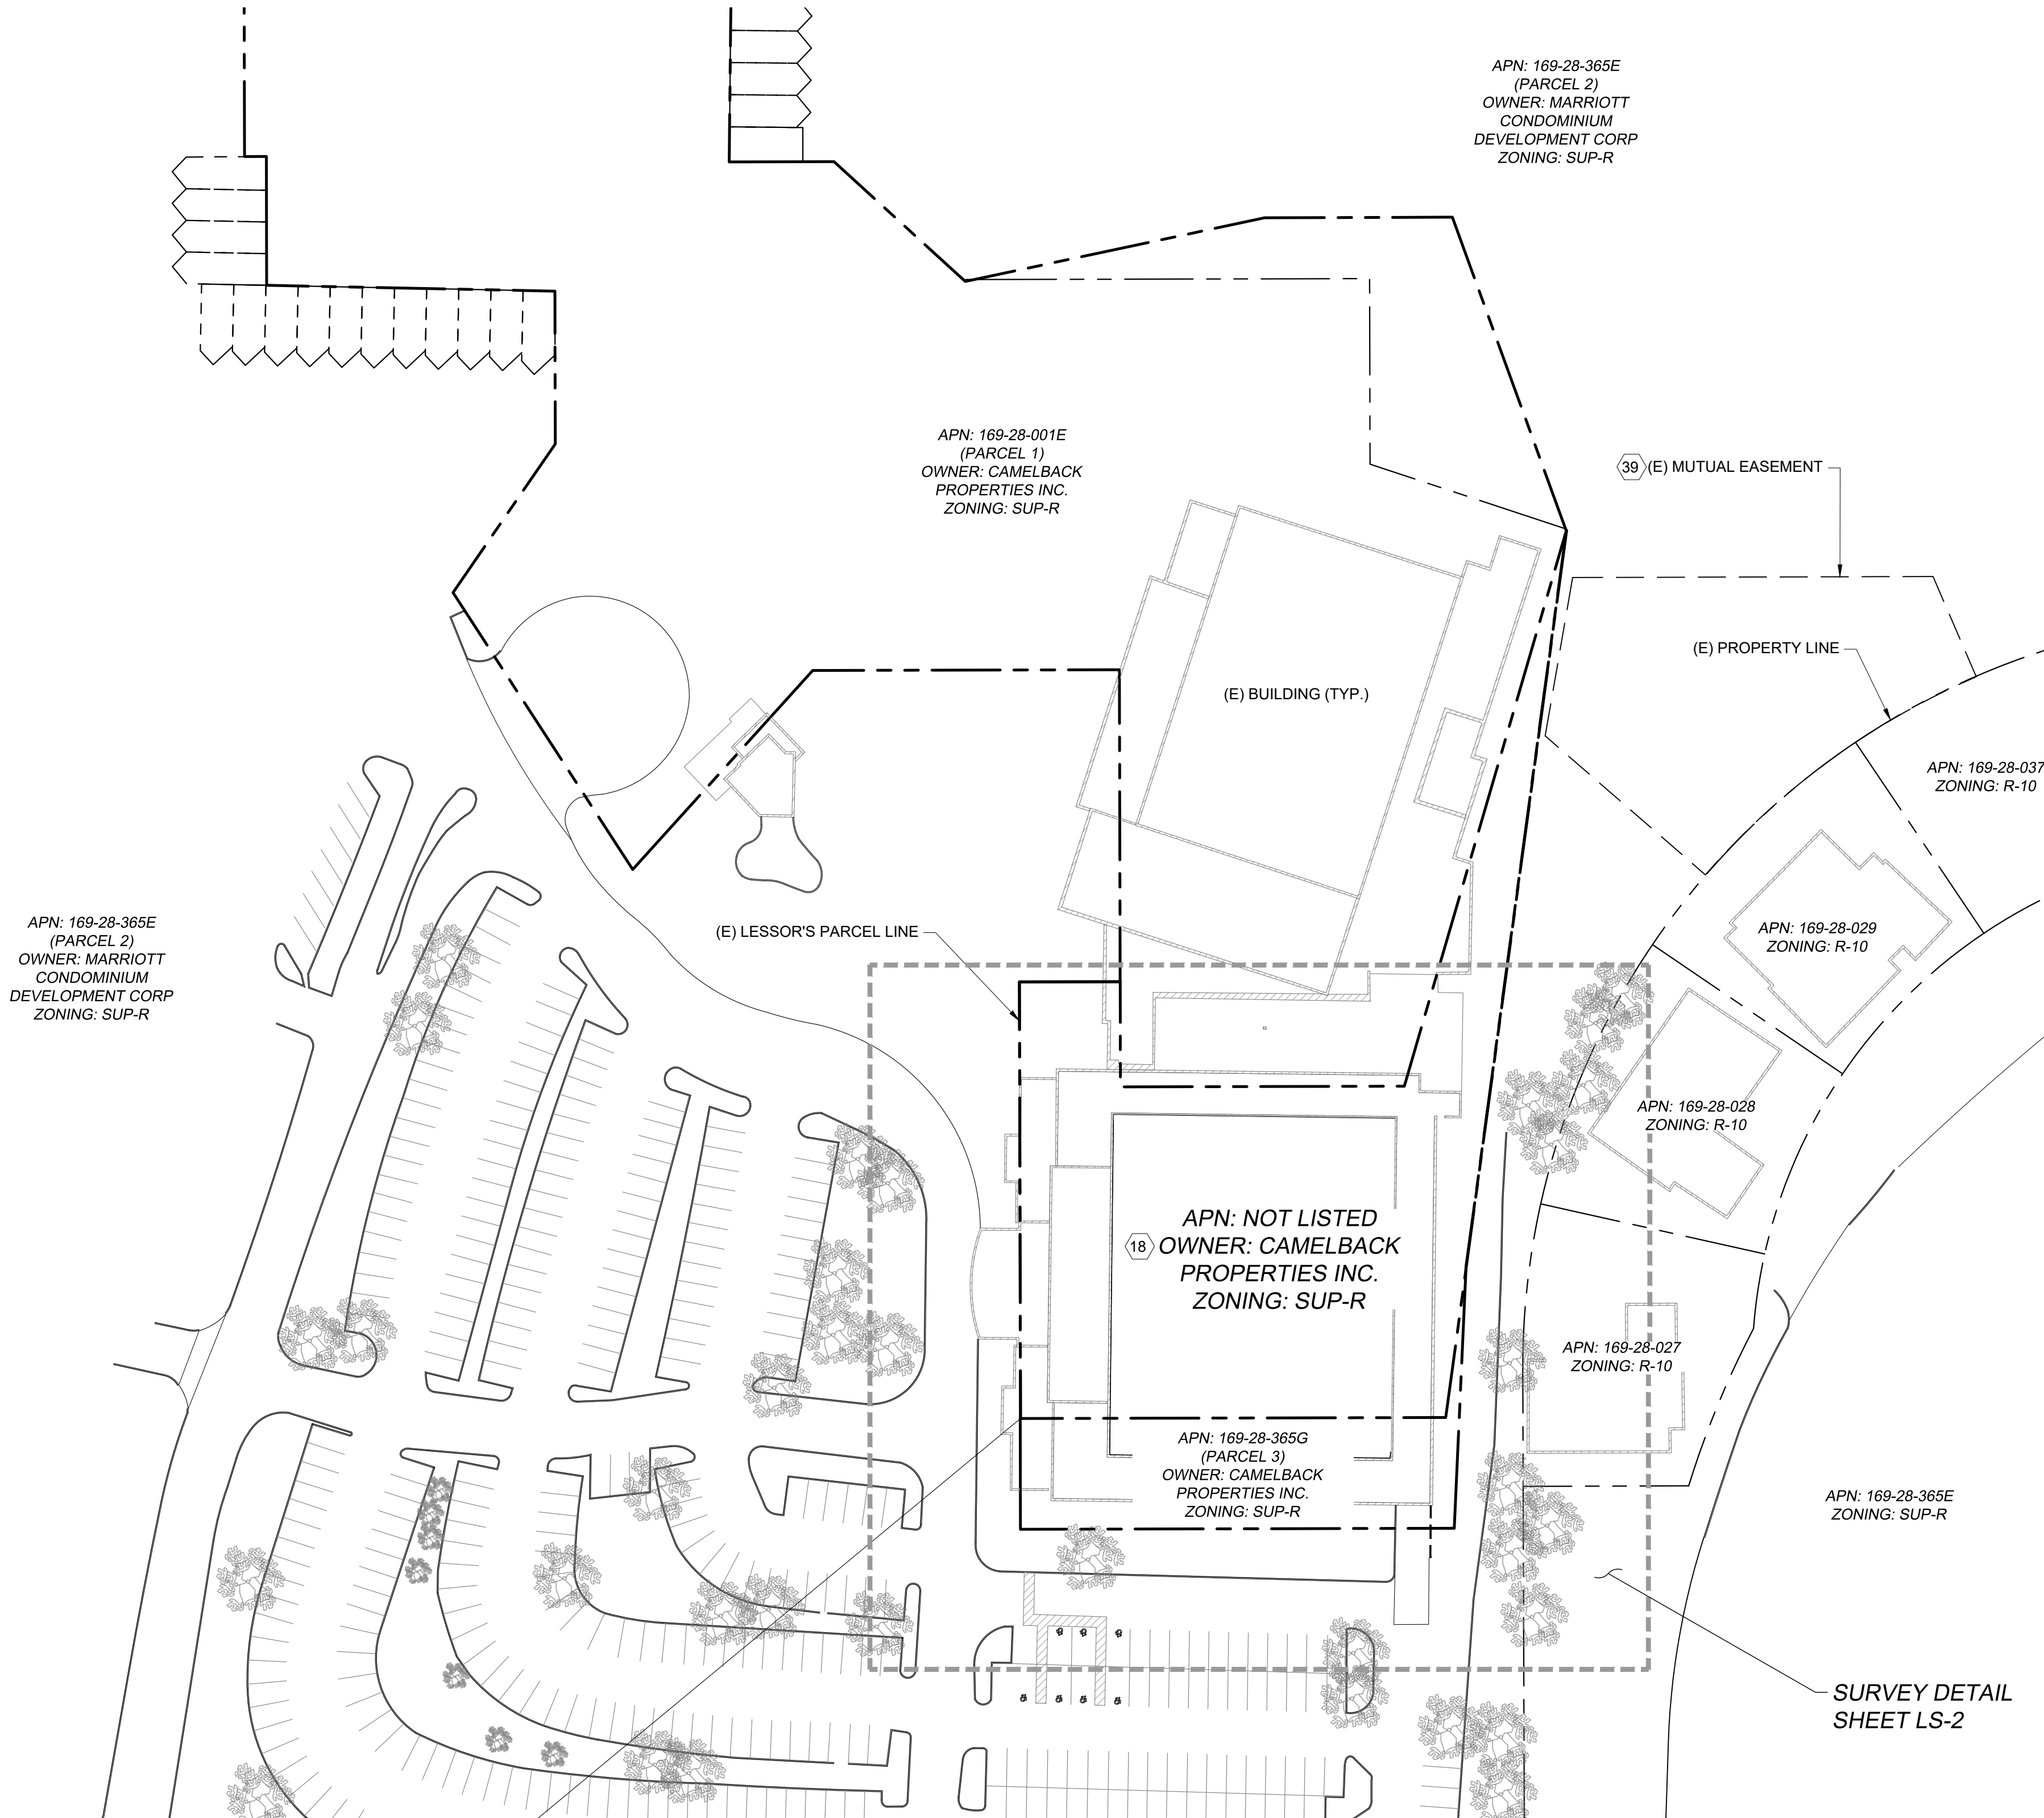 APN: 169-28-365E
(PARCEL 2)
OWNER: MARRIOTT
CONDOMINIUM
DEVELOPMENT CORP
ZONING: SUP-R
APN: 169-28-001E
(PARCEL 1)
OWNER: CAMELBACK
PROPERTIES INC.
ZONING: SUP-R
39 (E) MUTUAL EASEMENT
(E) PROPERTY LINE
(E) BUILDING (TYP.)
APN: 169-28-037
ZONING: R-10
APN: 169-28-365E
(PARCEL 2)
OWNER: MARRIOTT
CONDOMINIUM
DEVELOPMENT CORP
ZONING: SUP-R
(E) LESSOR'S PARCEL LINE
APN: 169-28-029
ZONING: R-10
APN: 169-28-028
ZONING: R-10
APN: NOT LISTED
18 OWNER: CAMELBACK
PROPERTIES INC.
ZONING: SUP-R
APN: 169-28-027
ZONING: R-10
APN: 169-28-365G
(PARCEL 3)
OWNER: CAMELBACK
PROPERTIES INC.
ZONING: SUP-R
APN: 169-28-365E
ZONING: SUP-R
SURVEY DETAIL
SHEET LS-2